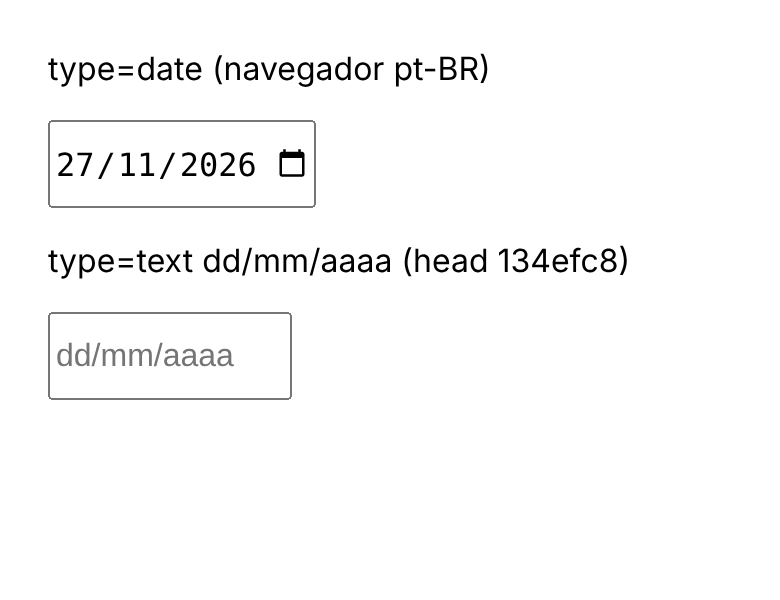 type=date (navegador pt-BR)
27/11/2026
type=text dd/mm/aaaa (head 134efc8)
dd/mm/aaaa